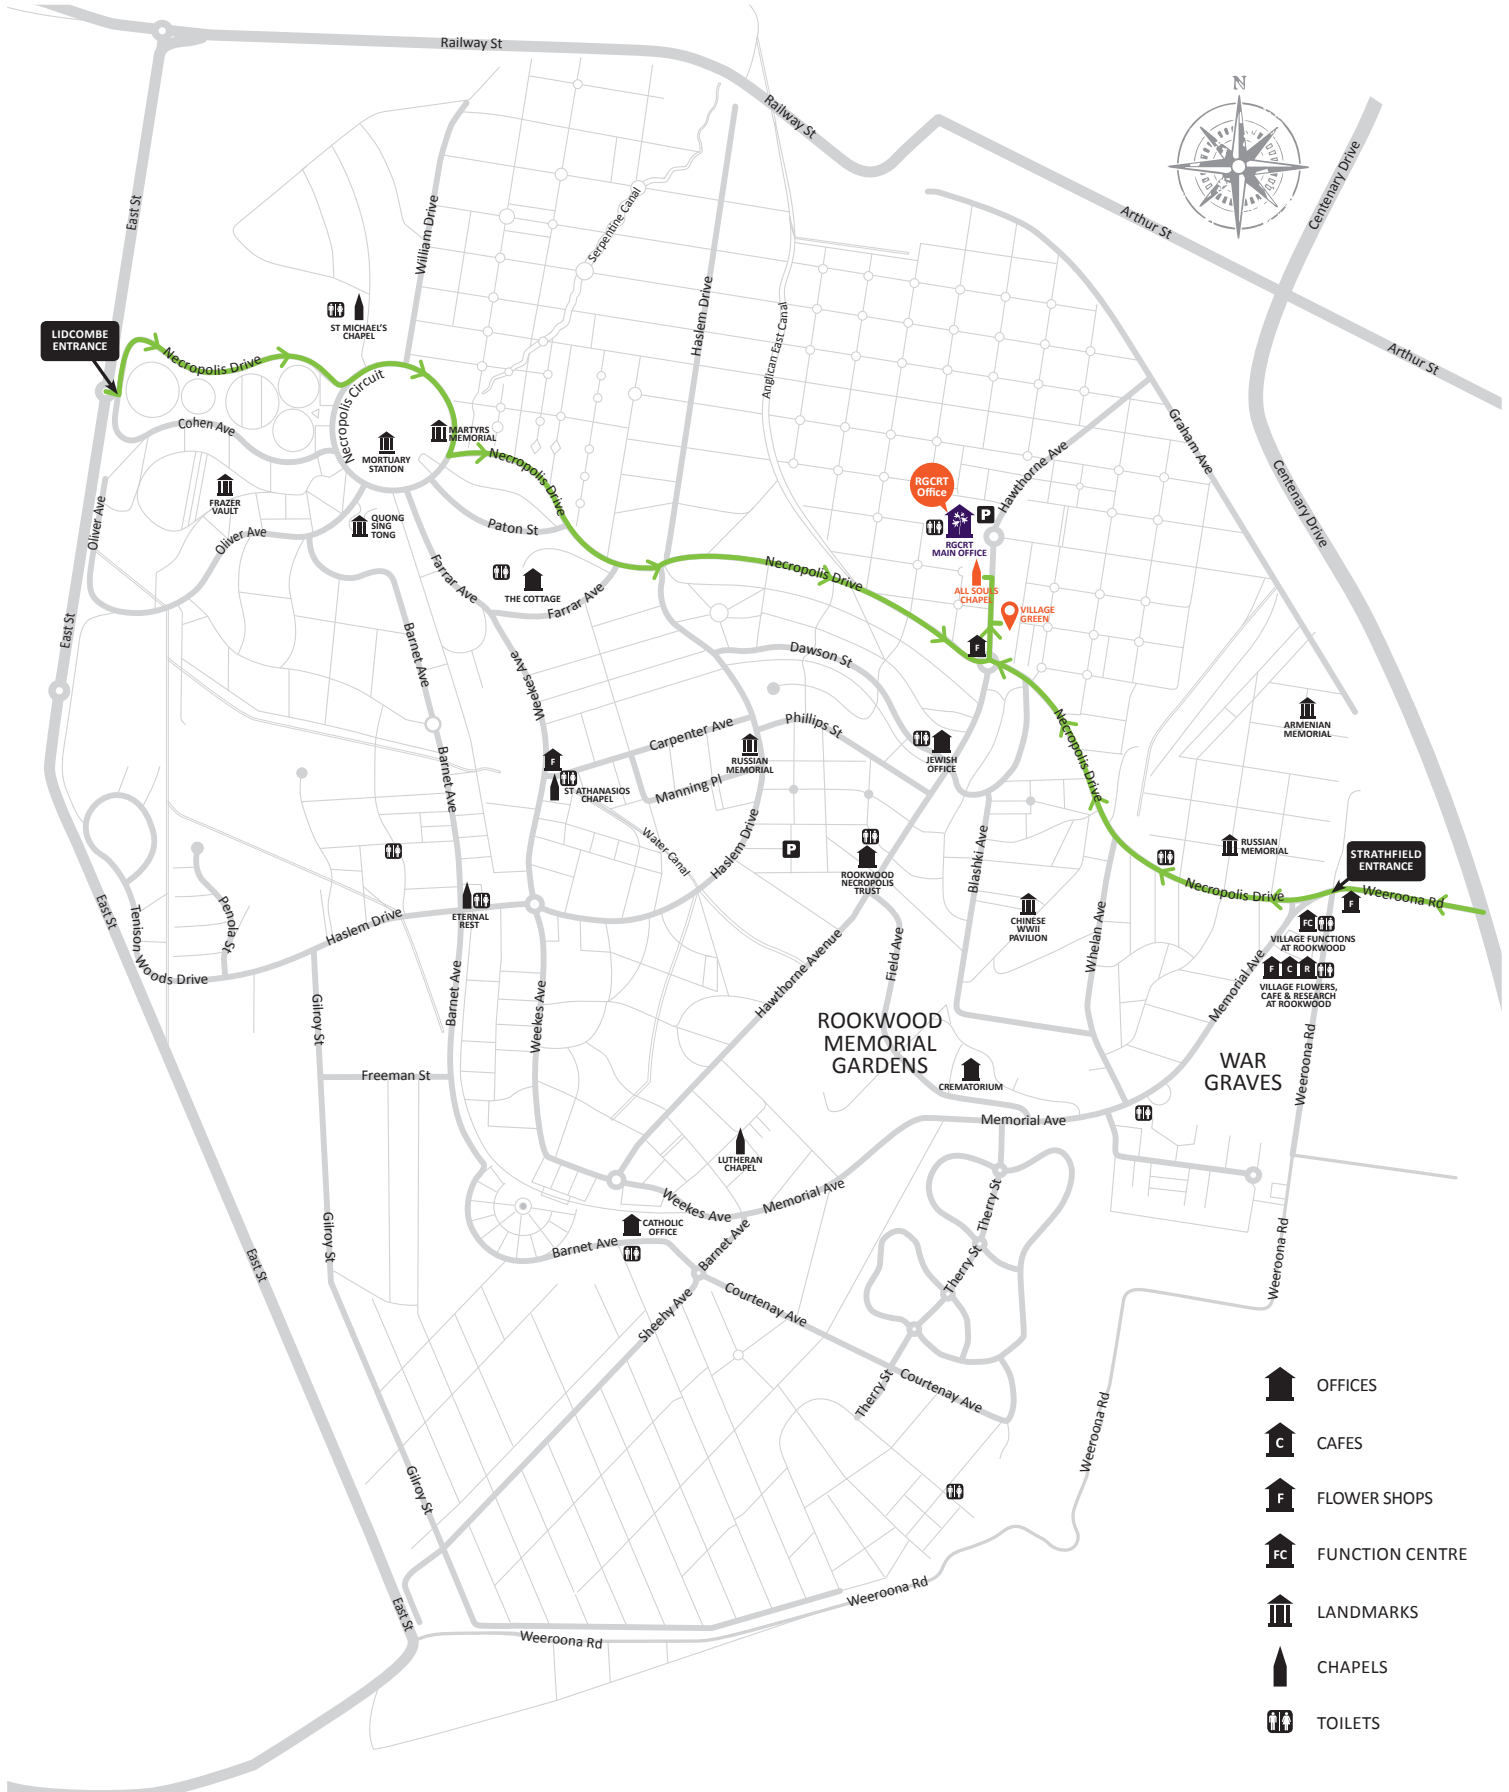 Railway St
Railway St
N
Centenary Drive
East St
William Drive
Serpentine Canal
Arthur St
Haslem Drive
Anglican East Canal
ST MICHAEL'S
CHAPEL
LIDCOMBE
ENTRANCE
Necropolis Drive
Necropolis Circuit
Arthur St
Cohen Ave
MARTYRS
MEMORIAL
MORTUARY
STATION
Necropolis Drive
Graham Ave
Hawthorne Ave
Centenary Drive
RGCRT
Office
P
RGCRT
MAIN OFFICE
FRAZER
VAULT
Oliver Ave
Oliver Ave
QUONG
SING
TONG
Paton St
Farrar Ave
THE COTTAGE
Farrar Ave
Necropolis Drive
ALL SOULS
CHAPEL
VILLAGE
GREEN
F
East St
Barnet Ave
Weekes Ave
Dawson St
Phillips St
Carpenter Ave
Manning Pl
RUSSIAN
MEMORIAL
JEWISH
OFFICE
Necropolis Drive
ARMENIAN
MEMORIAL
Barnet Ave
F
ST ATHANASIOS
CHAPEL
Water Canal
Haslem Drive
P
ROOKWOOD
NECROPOLIS
TRUST
Blashki Ave
RUSSIAN
MEMORIAL
STRATHFIELD
ENTRANCE
Necropolis Drive
Weeroona Rd
F
FC
VILLAGE FUNCTIONS
AT ROOKWOOD
F C R
VILLAGE FLOWERS,
CAFE & RESEARCH
AT ROOKWOOD
East St
Tenison
Woods Drive
Penola St
Haslem Drive
ETERNAL
REST
CHINESE
WWII
PAVILION
Whelan Ave
Memorial Ave
Field Ave
Hawthorne Avenue
Gilroy St
Barnet Ave
Weekes Ave
ROOKWOOD
MEMORIAL
GARDENS
WAR
GRAVES
Weeroona Rd
Freeman St
CREMATORIUM
Memorial Ave
LUTHERAN
CHAPEL
Weekes Ave
Memorial Ave
Therry St
CATHOLIC
OFFICE
Barnet Ave
Barnet Ave
Gilroy St
East St
Therry St
Weeroona Rd
Sheehy Ave
Courtenay Ave
Therry St
Courtenay Ave
Weeroona Rd
Gilroy St
East St
Weeroona Rd
Weeroona Rd
OFFICES
C
CAFES
F
FLOWER SHOPS
FC
FUNCTION CENTRE
LANDMARKS
CHAPELS
TOILETS